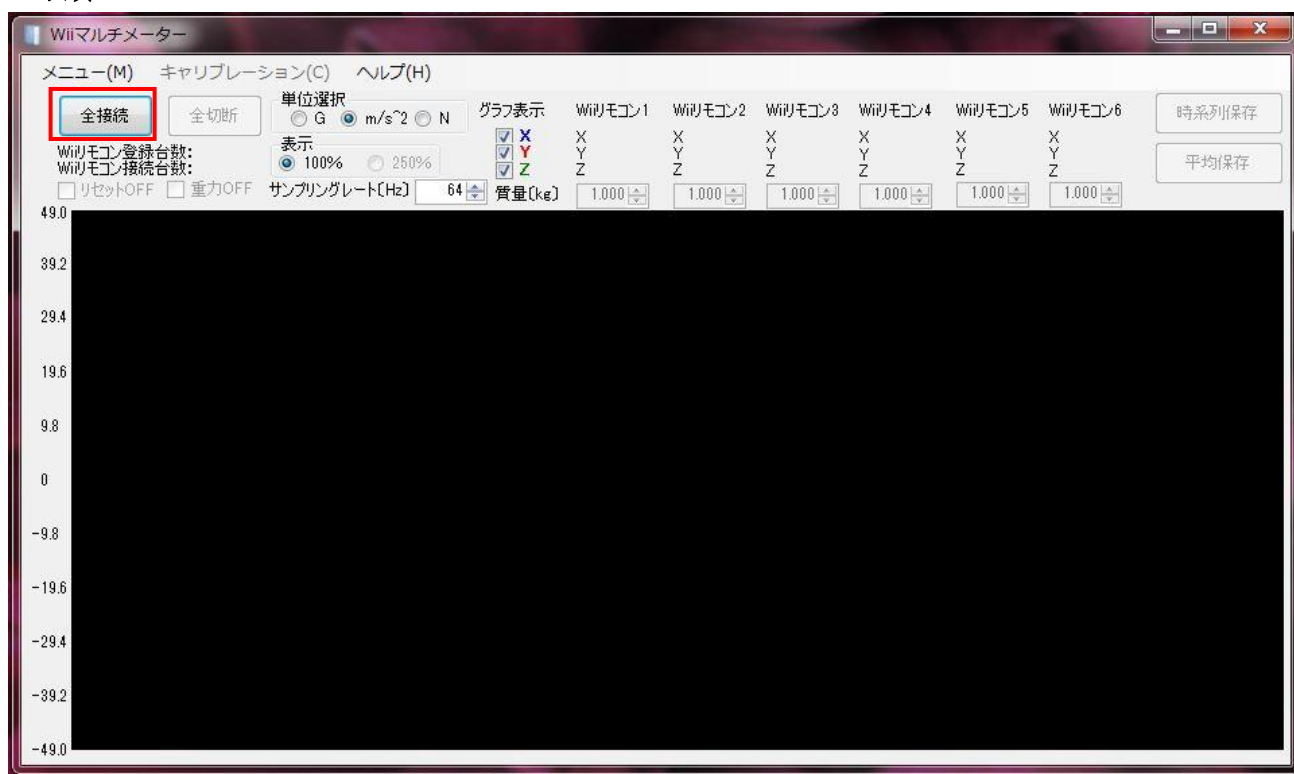 Wiiマルチメーター
メニュー(M) キャリブレーション(C) ヘルプ(H)
全接続 全切断
Wiiリモコン登録台数:
Wiiリモコン接続台数:
リセットOFF 重力OFF
単位選択
G m/s^2 N
表示
100% 250%
サンプリングレート[Hz] 64
グラフ表示
X
Y
Z
質量[kg]
Wiiリモコン1 Wiiリモコン2 Wiiリモコン3 Wiiリモコン4 Wiiリモコン5 Wiiリモコン6
X X X X X X
Y Y Y Y Y Y
Z Z Z Z Z Z
1.000 1.000 1.000 1.000 1.000 1.000
時系列保存
平均保存
49.0
39.2
29.4
19.6
9.8
0
-9.8
-19.6
-29.4
-39.2
-49.0